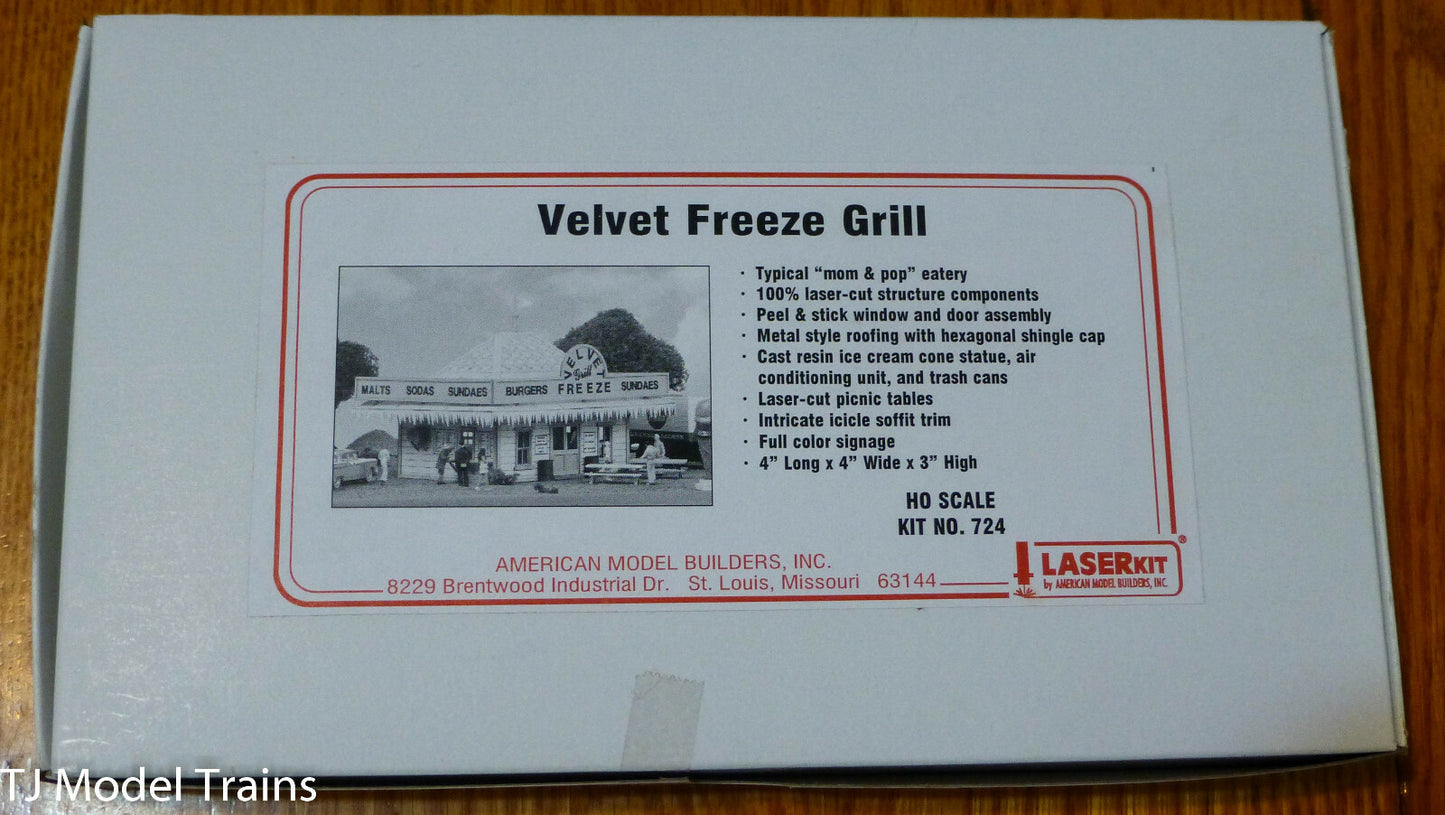 Velvet Freeze Grill
· Typical “mom & pop” eatery
· 100% laser-cut structure components
· Peel & stick window and door assembly
· Metal style roofing with hexagonal shingle cap
· Cast resin ice cream cone statue, air
conditioning unit, and trash cans
· Laser-cut picnic tables
· Intricate icicle soffit trim
· Full color signage
· 4” Long x 4” Wide x 3” High
VELVET
Grill
MALTS SODAS SUNDAES BURGERS FREEZE SUNDAES
HO SCALE
KIT NO. 724
AMERICAN MODEL BUILDERS, INC.
8229 Brentwood Industrial Dr. St. Louis, Missouri 63144
LASERKIT®
by AMERICAN MODEL BUILDERS, INC.
TJ Model Trains